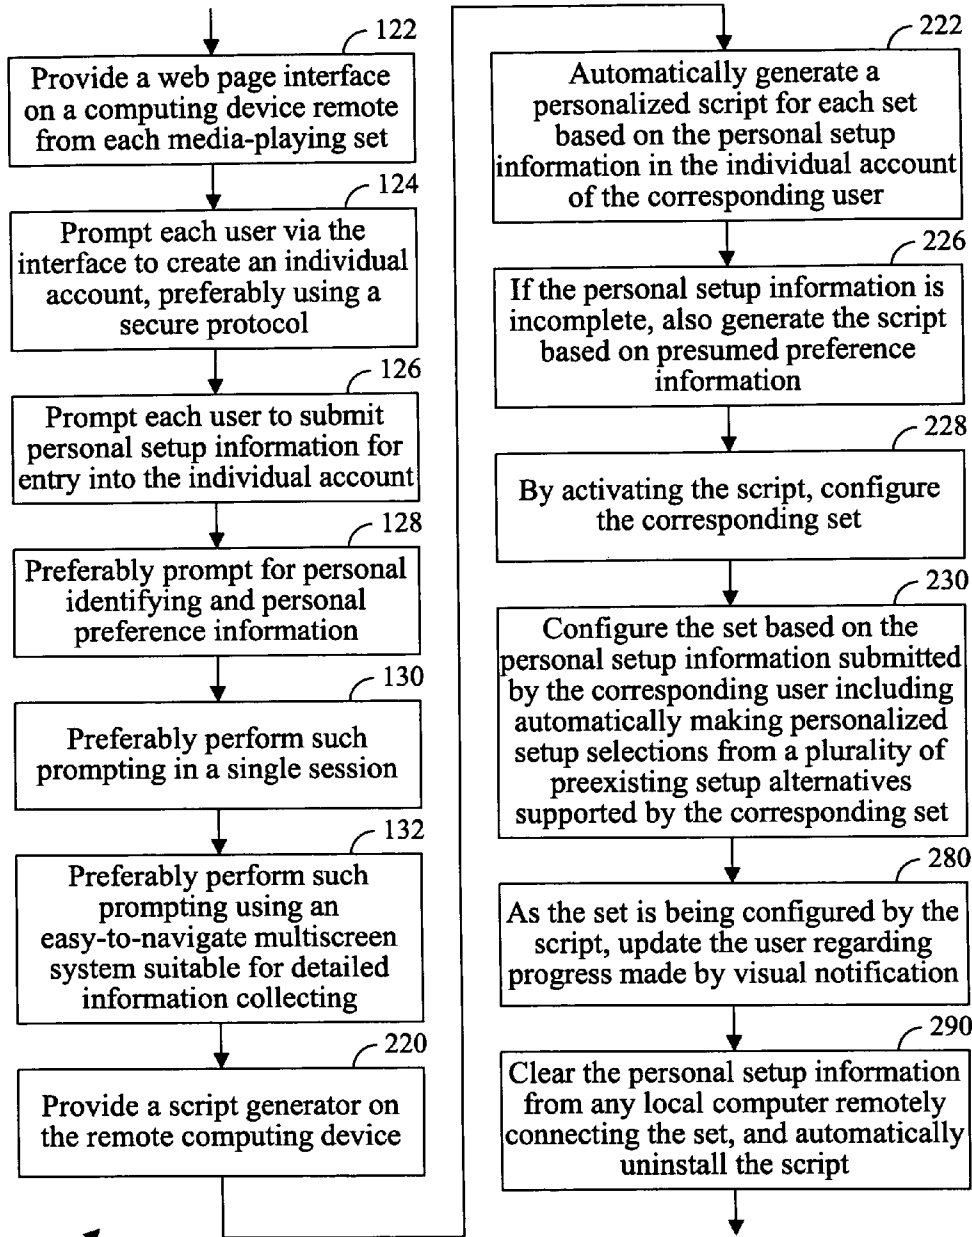 122
Provide a web page interface
on a computing device remote
from each media-playing set
124
Prompt each user via the
interface to create an individual
account, preferably using a
secure protocol
126
Prompt each user to submit
personal setup information for
entry into the individual account
128
Preferably prompt for personal
identifying and personal
preference information
130
Preferably perform such
prompting in a single session
132
Preferably perform such
prompting using an
easy-to-navigate multiscreen
system suitable for detailed
information collecting
220
Provide a script generator on
the remote computing device
222
Automatically generate a
personalized script for each set
based on the personal setup
information in the individual account
of the corresponding user
226
If the personal setup information is
incomplete, also generate the script
based on presumed preference
information
228
By activating the script, configure
the corresponding set
230
Configure the set based on the
personal setup information submitted
by the corresponding user including
automatically making personalized
setup selections from a plurality of
preexisting setup alternatives
supported by the corresponding set
280
As the set is being configured by the
script, update the user regarding
progress made by visual notification
290
Clear the personal setup information
from any local computer remotely
connecting the set, and automatically
uninstall the script